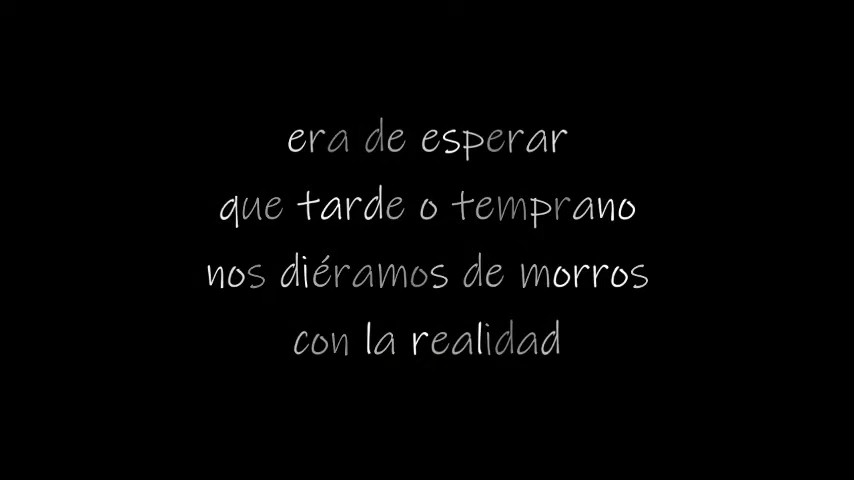 era de esperar
que tarde o temprano
nos diéramos de morros
con la realidad